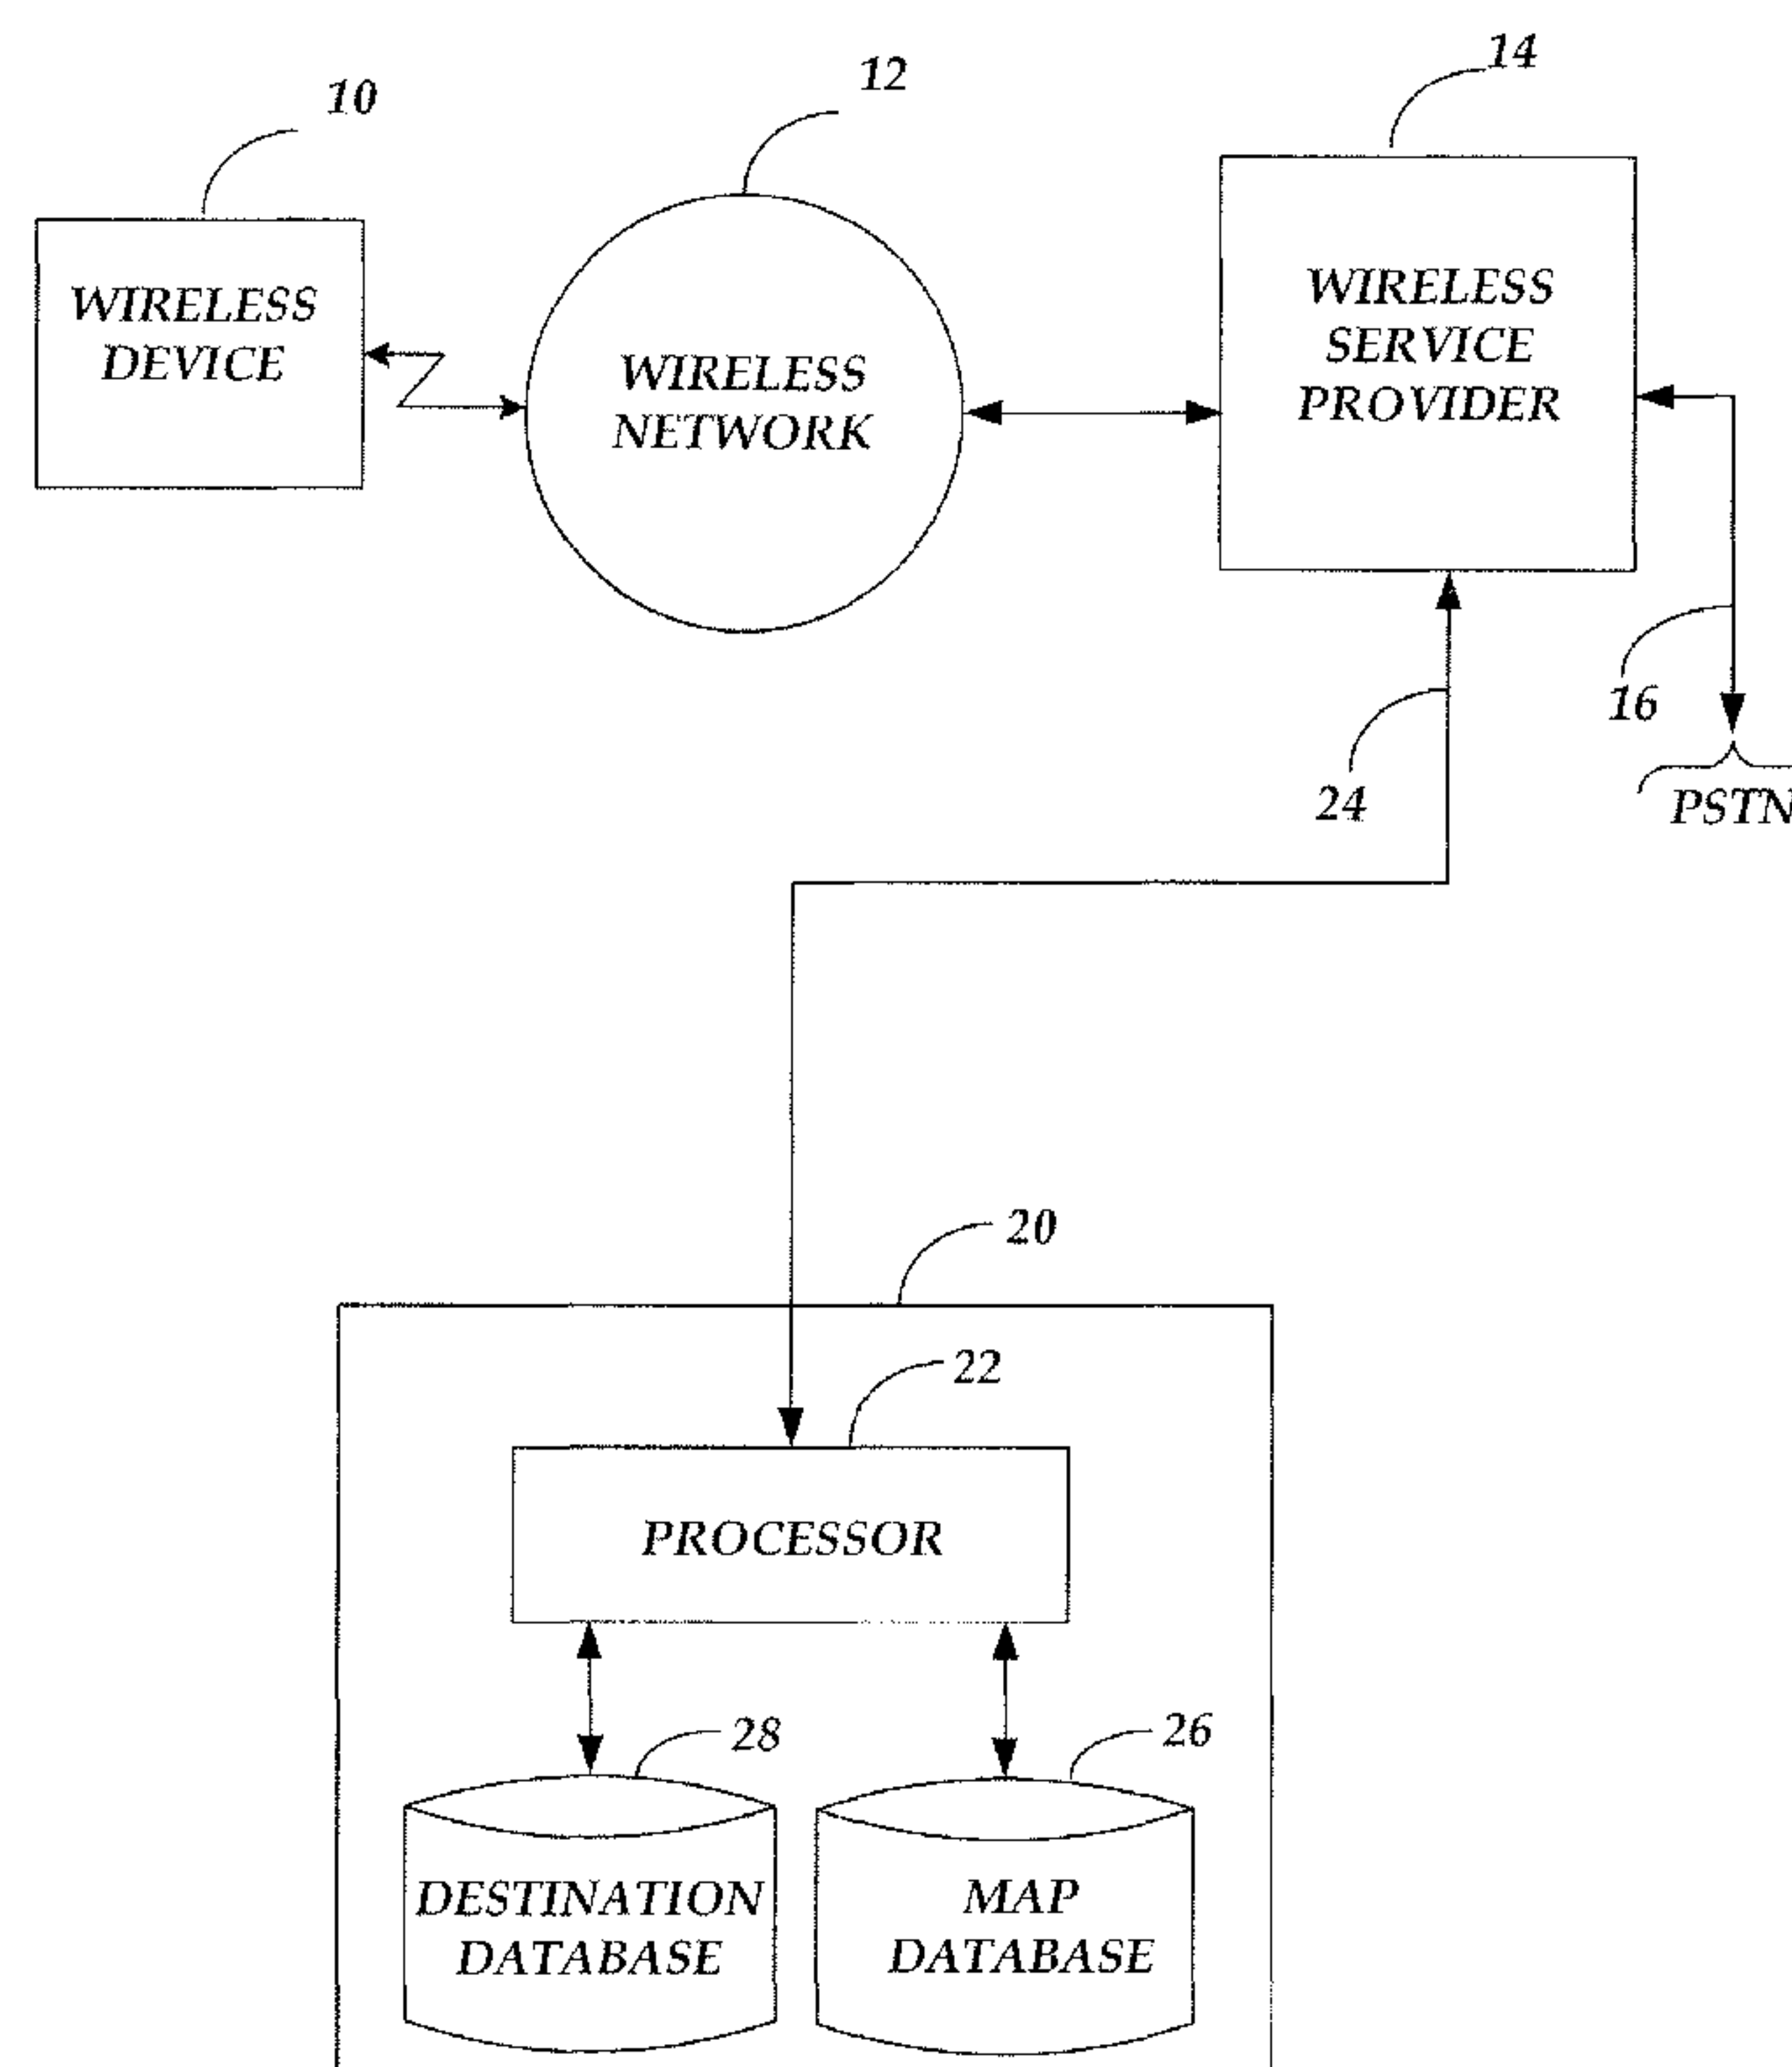 10
12
14
WIRELESS
DEVICE
WIRELESS
NETWORK
WIRELESS
SERVICE
PROVIDER
16
24
PSTN
20
22
PROCESSOR
28
26
DESTINATION
DATABASE
MAP
DATABASE